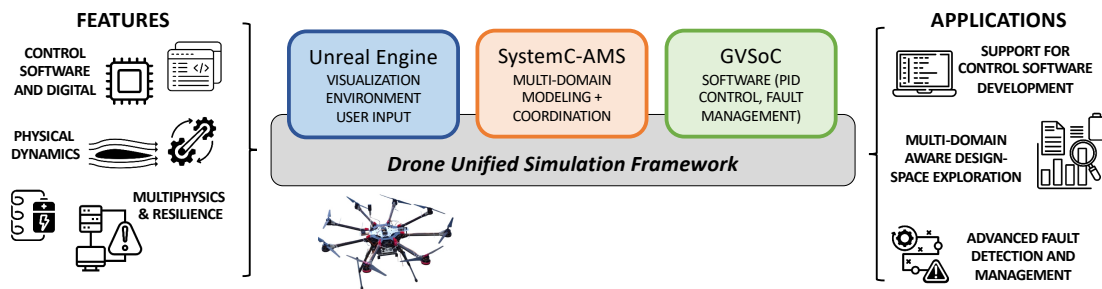 FEATURES
CONTROL
SOFTWARE
AND DIGITAL
</>
PHYSICAL
DYNAMICS
MULTIPHYSICS
& RESILIENCE
Unreal Engine
VISUALIZATION
ENVIRONMENT
USER INPUT
SystemC-AMS
MULTI-DOMAIN
MODELING +
COORDINATION
GVSoC
SOFTWARE (PID
CONTROL, FAULT
MANAGEMENT)
Drone Unified Simulation Framework
APPLICATIONS
SUPPORT FOR
CONTROL SOFTWARE
DEVELOPMENT
MULTI-DOMAIN
AWARE DESIGN-
SPACE EXPLORATION
ADVANCED FAULT
DETECTION AND
MANAGEMENT